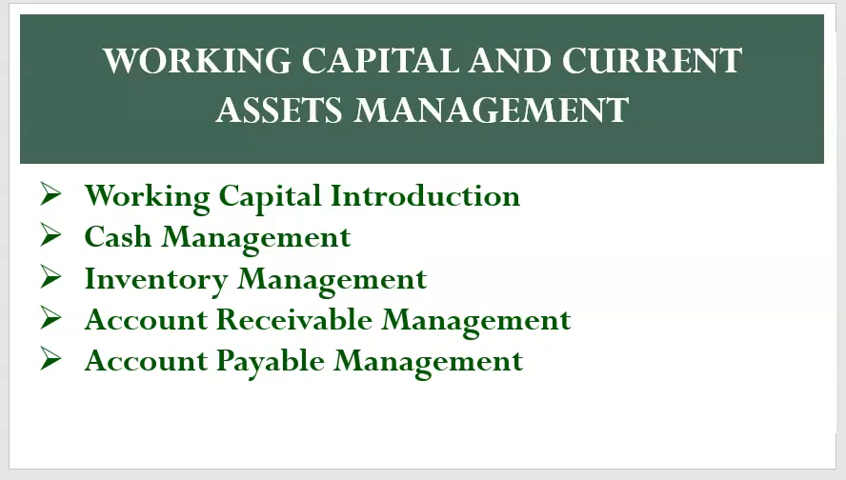 WORKING CAPITAL AND CURRENT
ASSETS MANAGEMENT
Working Capital Introduction
Cash Management
Inventory Management
Account Receivable Management
Account Payable Management